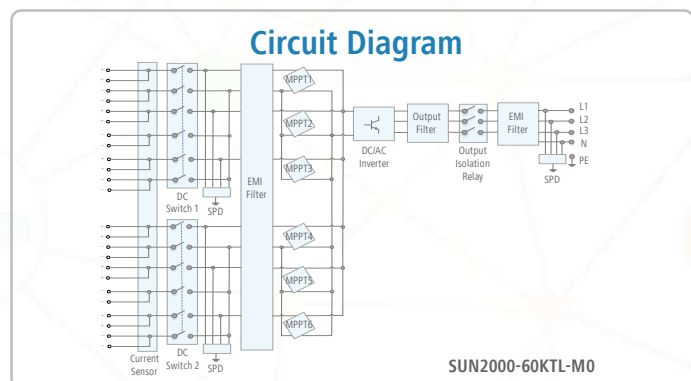 Circuit Diagram
MPPT1
MPPT2
MPPT3
MPPT4
MPPT5
MPPT6
DC
Switch 1
SPD
EMI
Filter
DC/AC
Inverter
Output
Filter
Output
Isolation
Relay
EMI
Filter
L1
L2
L3
N
PE
SPD
Current
Sensor
DC
Switch 2
SPD
SUN2000-60KTL-M0